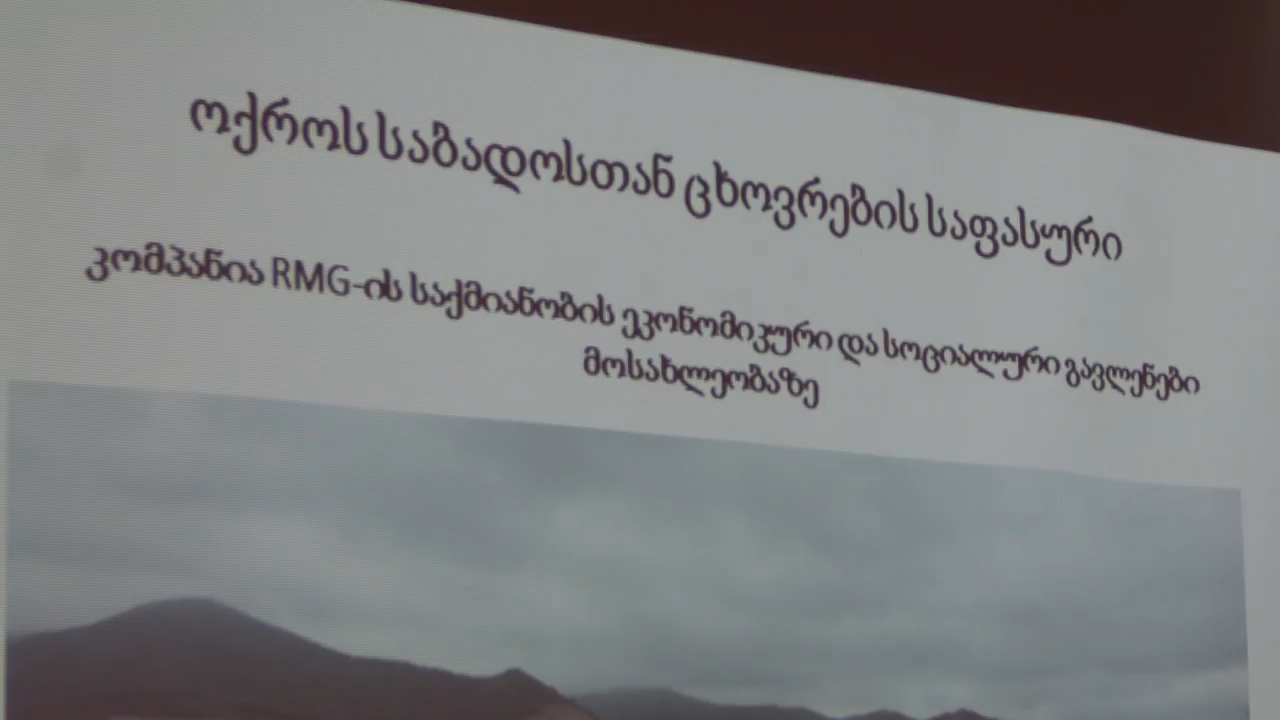 ოქროს საბადოსთან ცხოვრების საფასური
კომპანია RMG-ის საქმიანობის ეკონომიკური და სოციალური გავლენები
მოსახლეობაზე